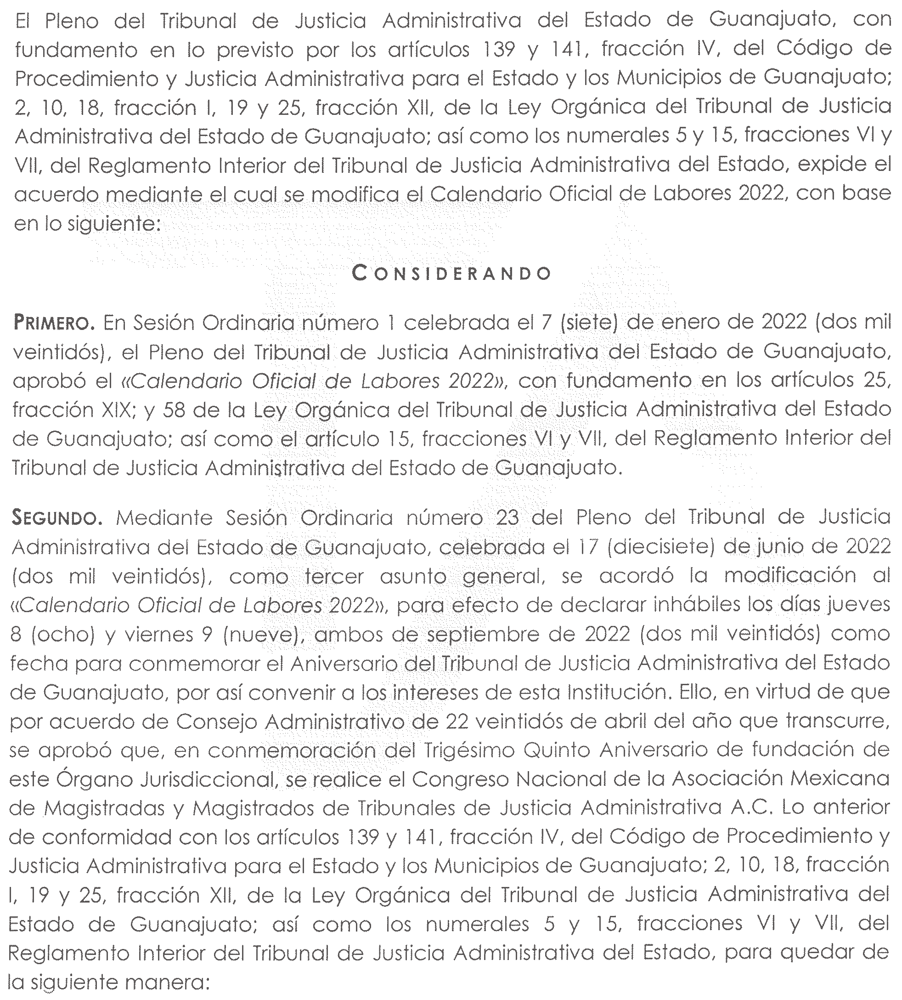 El Pleno del Tribunal de Justicia Administrativa del Estado de Guanajuato, con
fundamento en lo previsto por los artículos 139 y 141, fracción IV, del Código de
Procedimiento y Justicia Administrativa para el Estado y los Municipios de Guanajuato;
2, 10, 18, fracción I, 19 y 25, fracción XII, de la Ley Orgánica del Tribunal de Justicia
Administrativa del Estado de Guanajuato; así como los numerales 5 y 15, fracciones VI y
VII, del Reglamento Interior del Tribunal de Justicia Administrativa del Estado, expide el
acuerdo mediante el cual se modifica el Calendario Oficial de Labores 2022, con base
en lo siguiente:
CONSIDERANDO
PRIMERO. En Sesión Ordinaria número 1 celebrada el 7 (siete) de enero de 2022 (dos mil
veintidós), el Pleno del Tribunal de Justicia Administrativa del Estado de Guanajuato,
aprobó el «Calendario Oficial de Labores 2022», con fundamento en los artículos 25,
fracción XIX; y 58 de la Ley Orgánica del Tribunal de Justicia Administrativa del Estado
de Guanajuato; así como el artículo 15, fracciones VI y VII, del Reglamento Interior del
Tribunal de Justicia Administrativa del Estado de Guanajuato.
SEGUNDO. Mediante Sesión Ordinaria número 23 del Pleno del Tribunal de Justicia
Administrativa del Estado de Guanajuato, celebrada el 17 (diecisiete) de junio de 2022
(dos mil veintidós), como tercer asunto general, se acordó la modificación al
«Calendario Oficial de Labores 2022», para efecto de declarar inhábiles los días jueves
8 (ocho) y viernes 9 (nueve), ambos de septiembre de 2022 (dos mil veintidós) como
fecha para conmemorar el Aniversario del Tribunal de Justicia Administrativa del Estado
de Guanajuato, por así convenir a los intereses de esta Institución. Ello, en virtud de que
por acuerdo de Consejo Administrativo de 22 veintidós de abril del año que transcurre,
se aprobó que, en conmemoración del Trigésimo Quinto Aniversario de fundación de
este Órgano Jurisdiccional, se realice el Congreso Nacional de la Asociación Mexicana
de Magistradas y Magistrados de Tribunales de Justicia Administrativa A.C. Lo anterior
de conformidad con los artículos 139 y 141, fracción IV, del Código de Procedimiento y
Justicia Administrativa para el Estado y los Municipios de Guanajuato; 2, 10, 18, fracción
I, 19 y 25, fracción XII, de la Ley Orgánica del Tribunal de Justicia Administrativa del
Estado de Guanajuato; así como los numerales 5 y 15, fracciones VI y VII, del
Reglamento Interior del Tribunal de Justicia Administrativa del Estado, para quedar de
la siguiente manera: